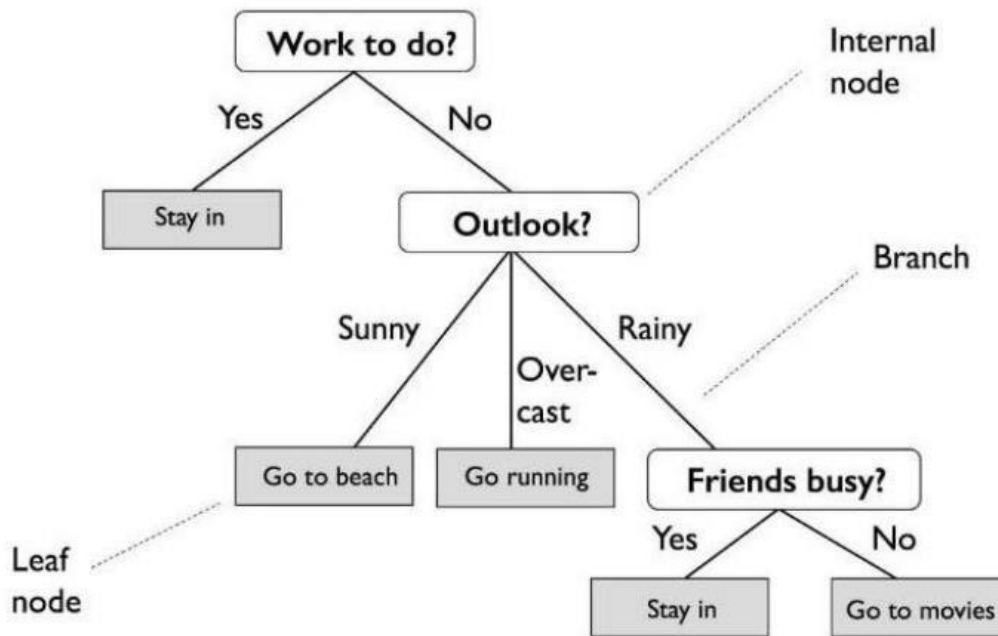 Work to do?
Internal
node
Yes
No
Stay in
Outlook?
Branch
Sunny
Rainy
Over-
cast
Go to beach
Go running
Friends busy?
Yes
No
Leaf
node
Stay in
Go to movies